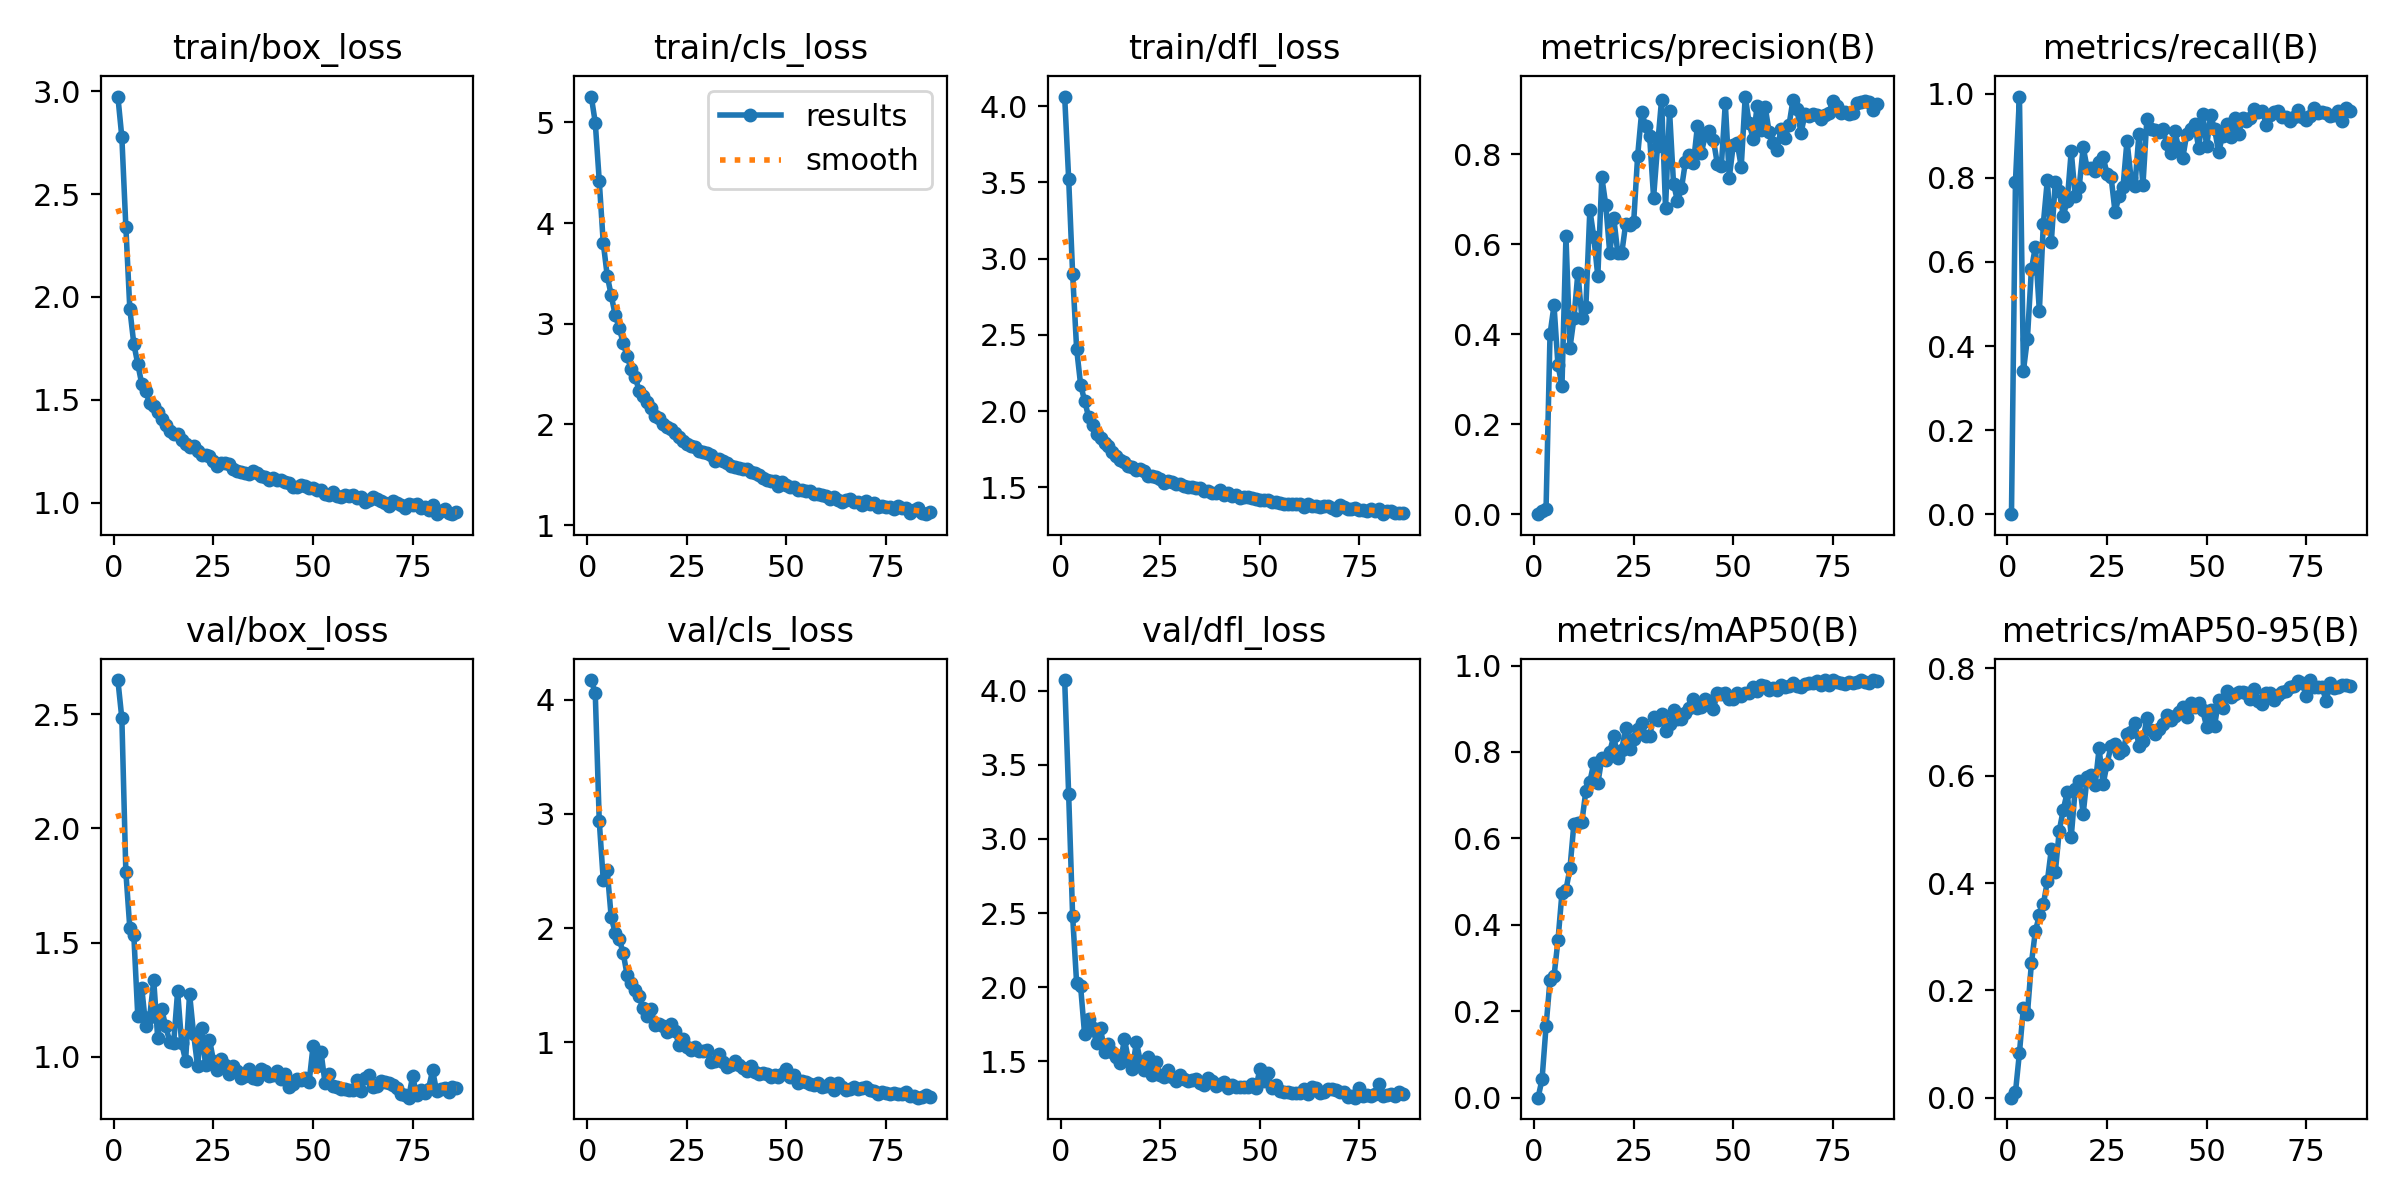 train/box_loss
3.0
2.5
2.0
1.5
1.0
0 25 50 75
train/cls_loss
results
smooth
5
4
3
2
1
0 25 50 75
train/dfl_loss
4.0
3.5
3.0
2.5
2.0
1.5
0 25 50 75
metrics/precision(B)
0.8
0.6
0.4
0.2
0.0
0 25 50 75
metrics/recall(B)
1.0
0.8
0.6
0.4
0.2
0.0
0 25 50 75
val/box_loss
2.5
2.0
1.5
1.0
0 25 50 75
val/cls_loss
4
3
2
1
0 25 50 75
val/dfl_loss
4.0
3.5
3.0
2.5
2.0
1.5
0 25 50 75
metrics/mAP50(B)
1.0
0.8
0.6
0.4
0.2
0.0
0 25 50 75
metrics/mAP50-95(B)
0.8
0.6
0.4
0.2
0.0
0 25 50 75